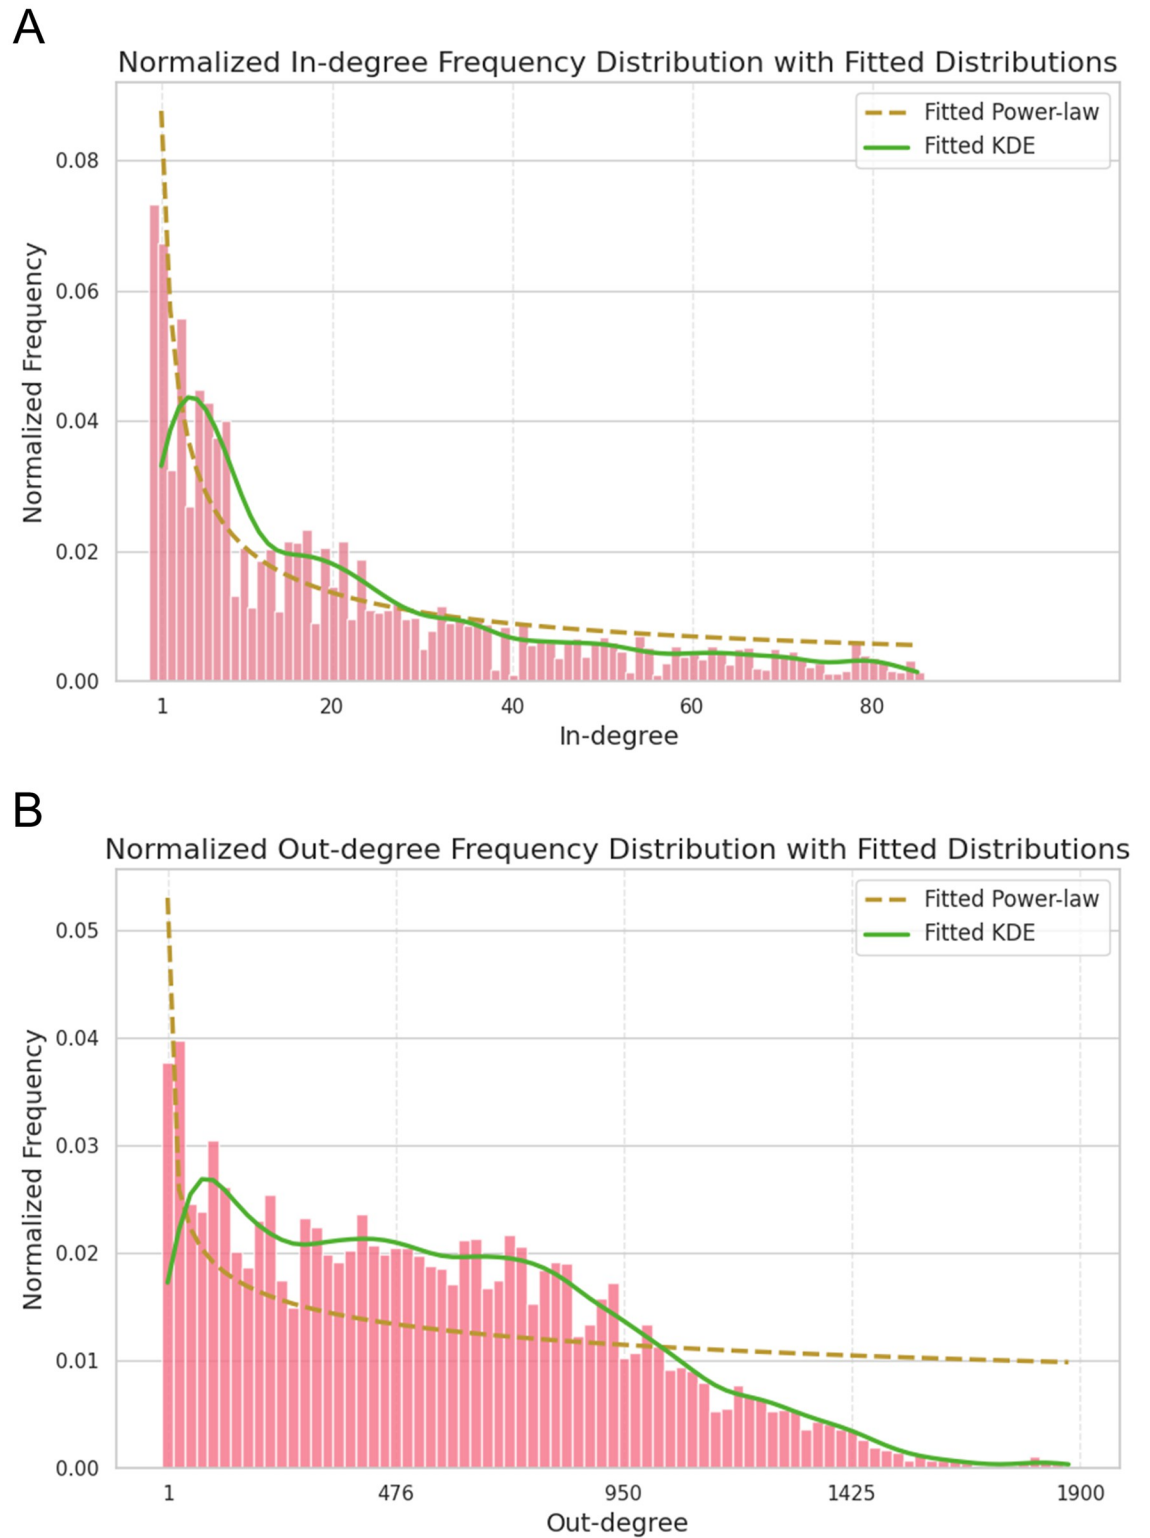 A
Normalized In-degree Frequency Distribution with Fitted Distributions
Fitted Power-law
Fitted KDE
Normalized Frequency
0.08
0.06
0.04
0.02
0.00
1 20 40 60 80
In-degree
B
Normalized Out-degree Frequency Distribution with Fitted Distributions
Fitted Power-law
Fitted KDE
Normalized Frequency
0.05
0.04
0.03
0.02
0.01
0.00
1 476 950 1425 1900
Out-degree